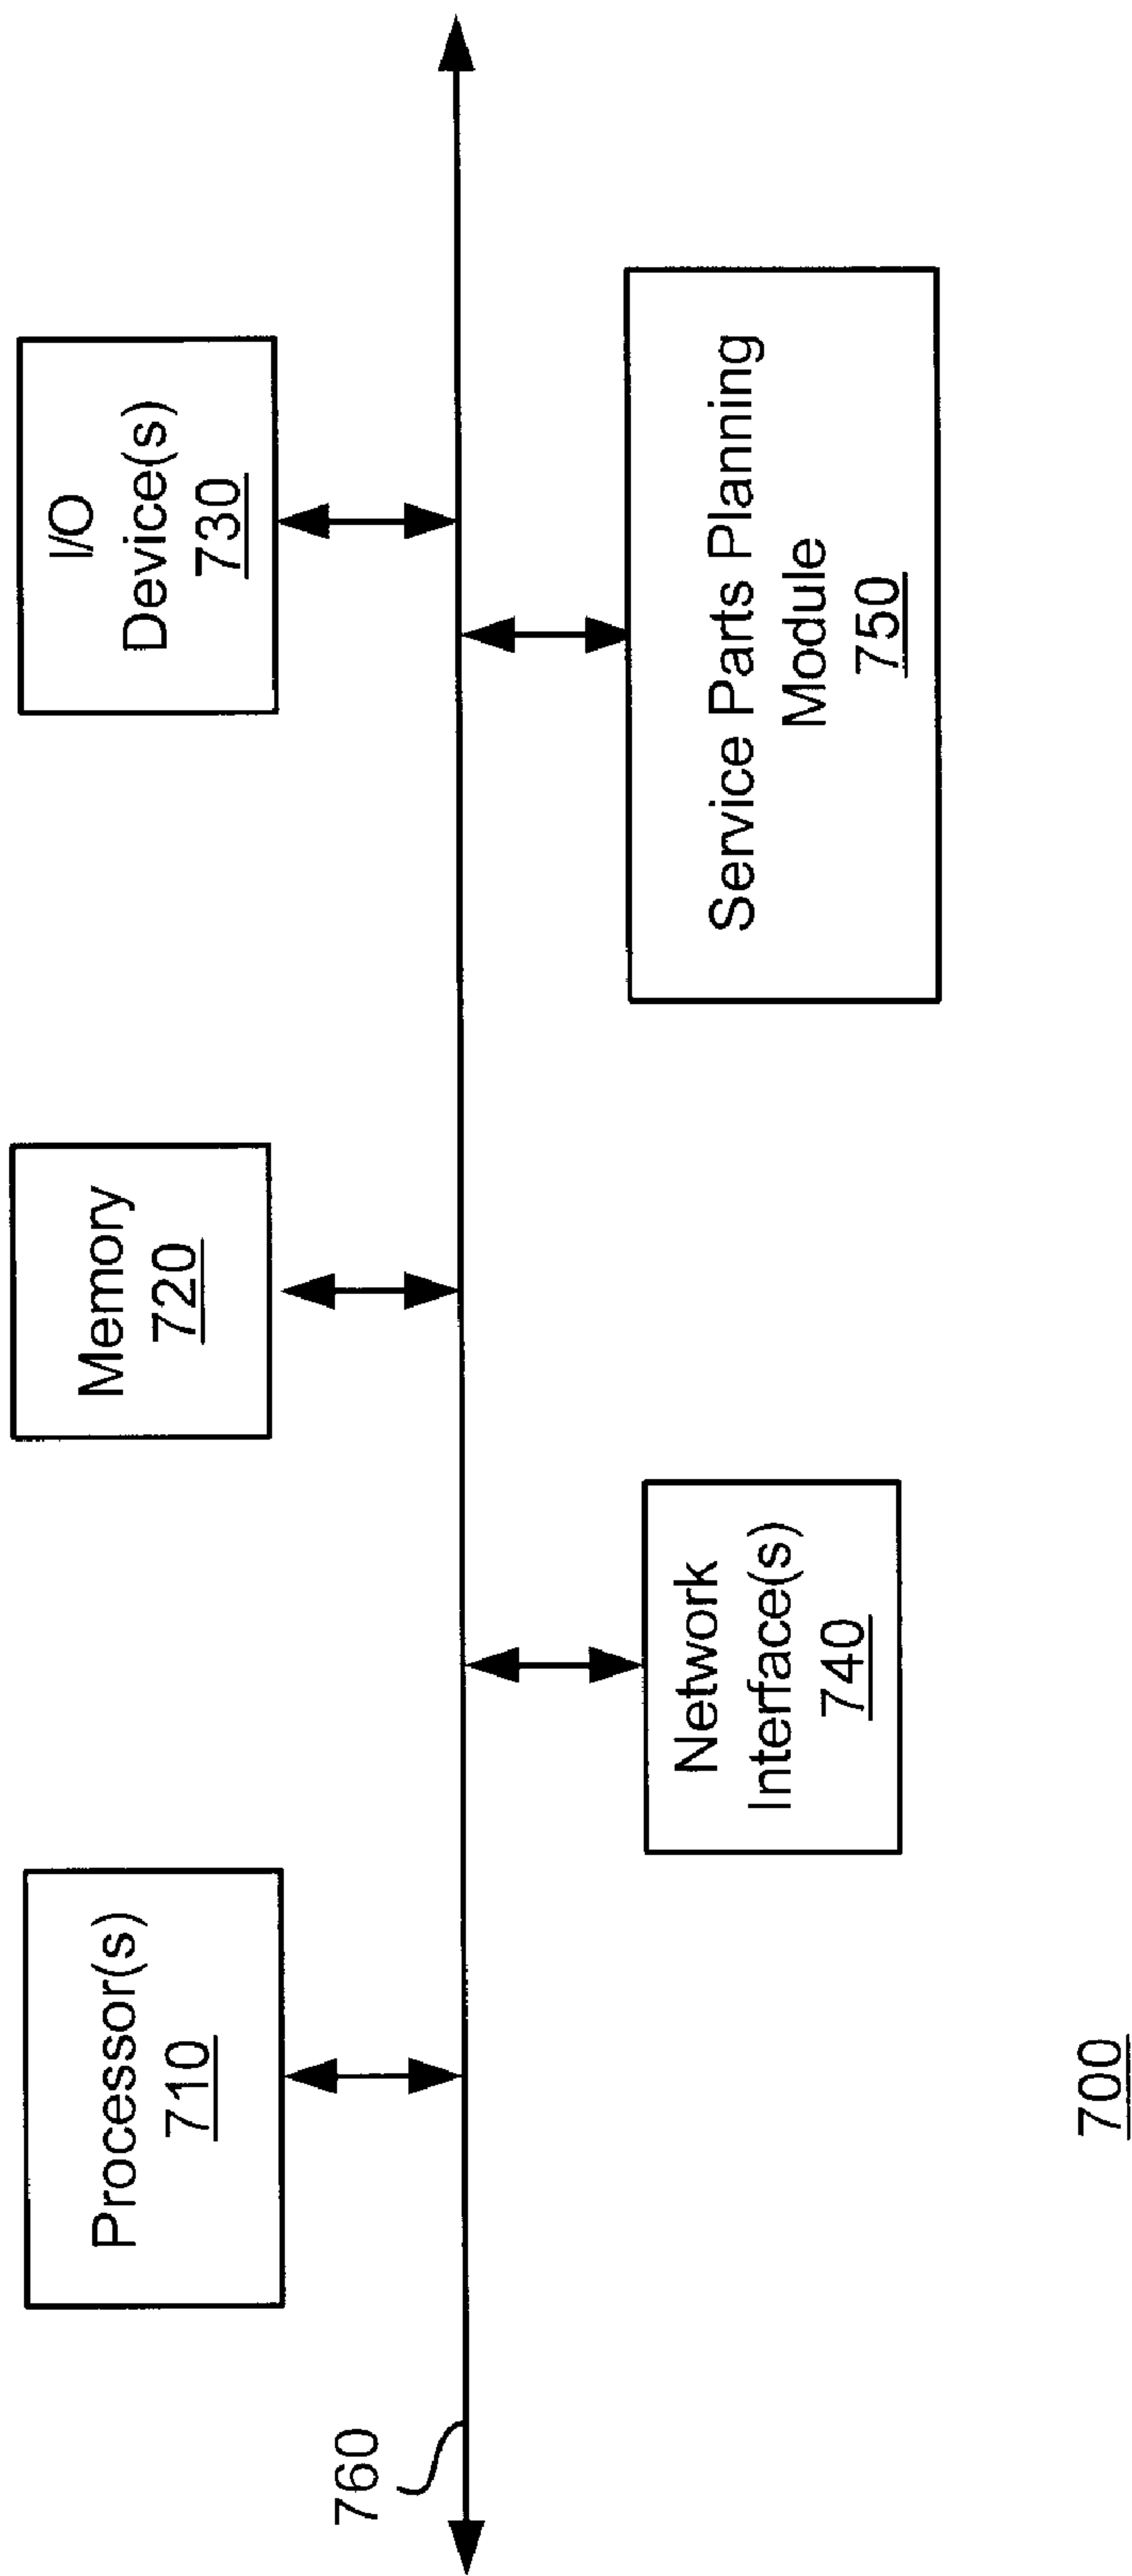 Processor(s)
710
Memory
720
I/O
Device(s)
730
760
Network
Interface(s)
740
Service Parts Planning
Module
750
700